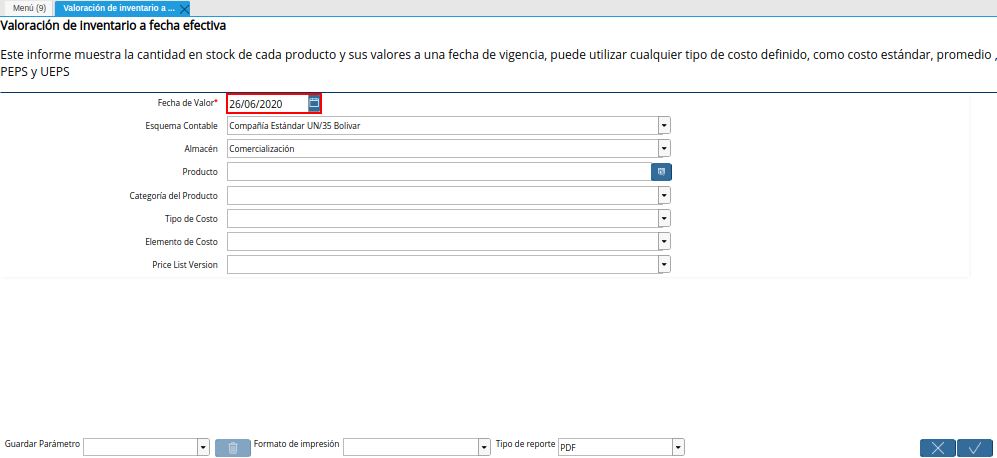 Menú (9) Valoración de inventario a ...
Valoración de inventario a fecha efectiva
Este informe muestra la cantidad en stock de cada producto y sus valores a una fecha de vigencia, puede utilizar cualquier tipo de costo definido, como costo estándar, promedio ,
PEPS y UEPS
Fecha de Valor* 26/06/2020
Esquema Contable Compañía Estándar UN/35 Bolivar
Almacén Comercialización
Producto
Categoría del Producto
Tipo de Costo
Elemento de Costo
Price List Version
Guardar Parámetro Formato de impresión Tipo de reporte PDF